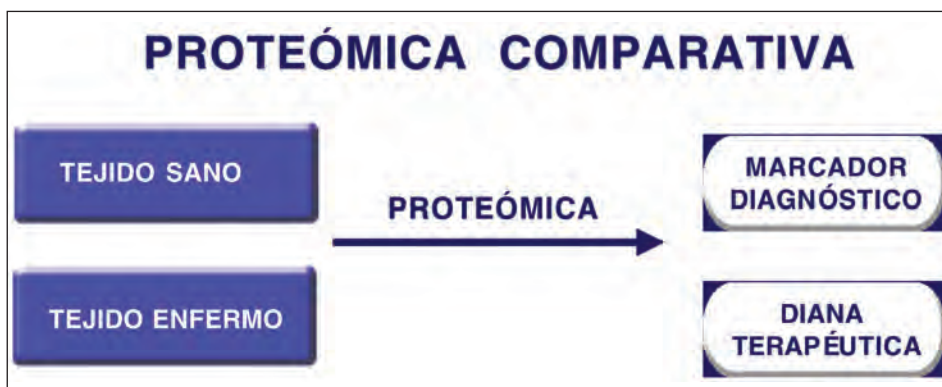 PROTEÓMICA COMPARATIVA
TEJIDO SANO
TEJIDO ENFERMO
PROTEÓMICA
MARCADOR
DIAGNÓSTICO
DIANA
TERAPÉUTICA